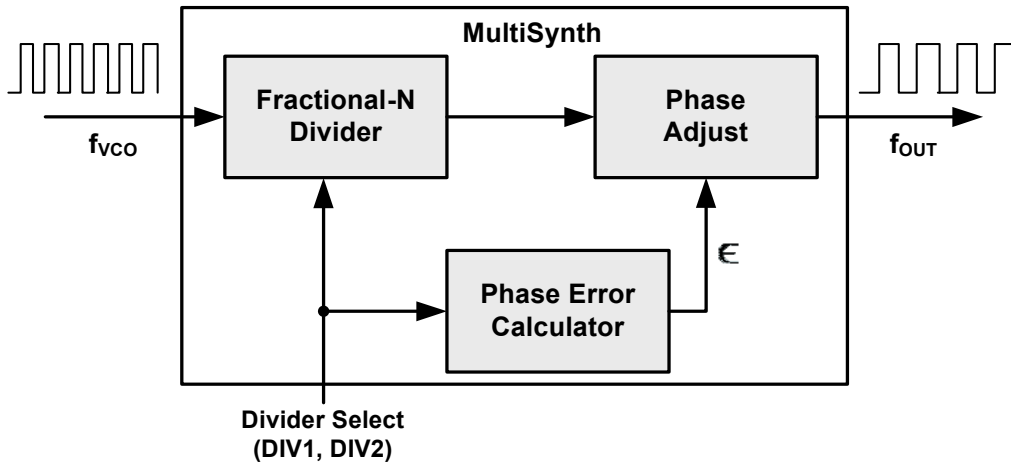 MultiSynth
Fractional-N
Divider
Phase
Adjust
fVCO
fOUT
ϵ
Phase Error
Calculator
Divider Select
(DIV1, DIV2)